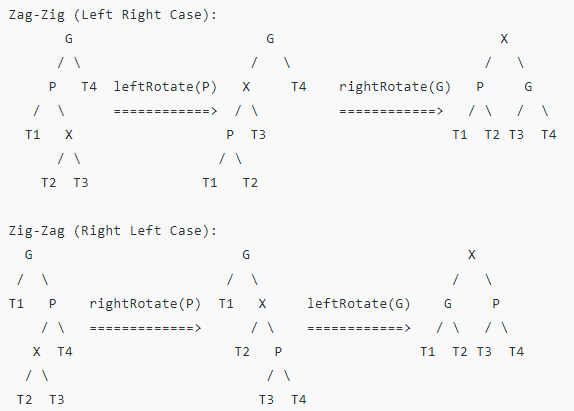 Zag-Zig (Left Right Case):
        G                        G                            X
       / \                     /   \                        /   \
      P   T4  leftRotate(P)   X     T4   rightRotate(G)   P    G
    /  \      ============>  / \         ============>   / \  /  \
   T1   X                   P  T3                       T1  T2 T3  T4
       / \                 / \
     T2  T3              T1   T2
Zig-Zag (Right Left Case):
   G                          G                            X
 /  \                       / \                          /   \
T1   P    rightRotate(P)  T1   X     leftRotate(G)      G     P
    / \   =============>      / \    ============>     / \   / \
   X  T4                    T2   P                   T1  T2 T3  T4
  / \                           / \
 T2  T3                        T3  T4